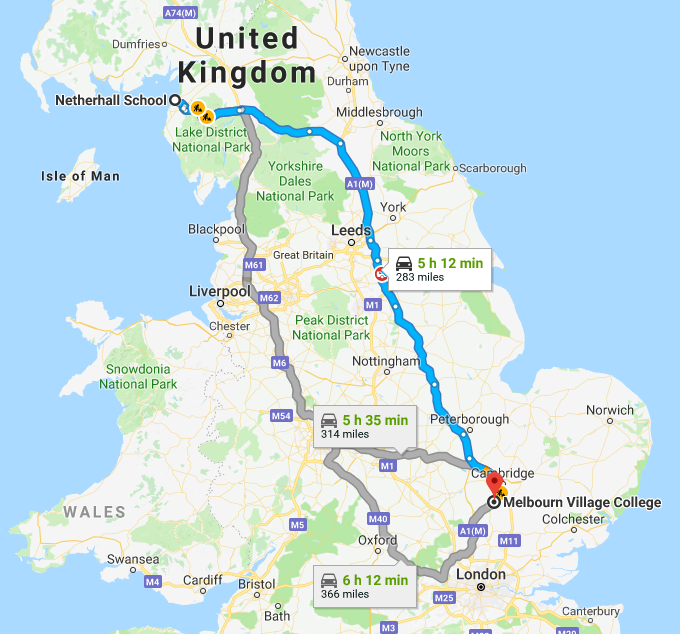 A74(M)
United
Kingdom
Dumfries
Newcastle
upon Tyne
Durham
Netherhall School
Middlesbrough
Lake District
National Park
North York
Moors
National Park
Isle of Man
Yorkshire
Dales
National Park
Scarborough
A1(M)
York
Blackpool
Leeds
Great Britain
M61
5 h 12 min
283 miles
Liverpool
M62
M1
Chester
Peak District
National Park
Snowdonia
National Park
M6
Nottingham
M54
5 h 35 min
314 miles
Norwich
Peterborough
M1
Cambridge
Melbourn Village College
WALES
M40
Colchester
M5
A1(M)
Oxford
M11
Swansea
M4
Cardiff
Bristol
6 h 12 min
366 miles
London
M25
Bath
Canterbury
M3
M20